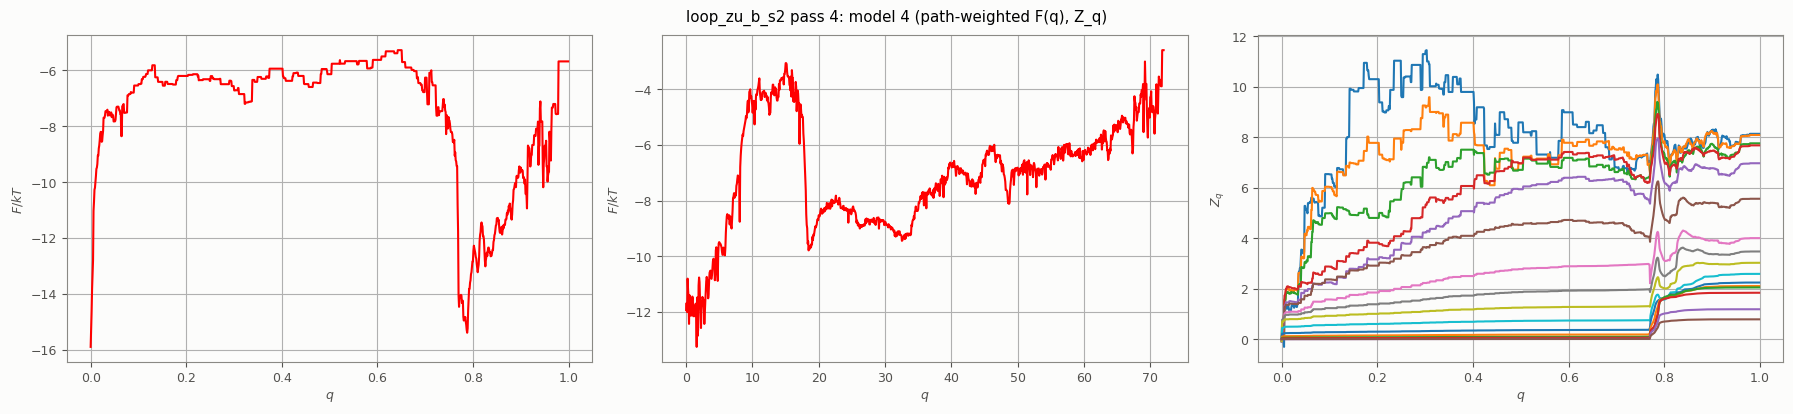 loop_zu_b_s2 pass 4: model 4 (path-weighted F(q), Z_q)
F/kT
−6
−8
−10
−12
−14
−16
0.0 0.2 0.4 0.6 0.8 1.0
q
F/kT
−4
−6
−8
−10
−12
0 10 20 30 40 50 60 70
q
Z_q
12
10
8
6
4
2
0
0.0 0.2 0.4 0.6 0.8 1.0
q